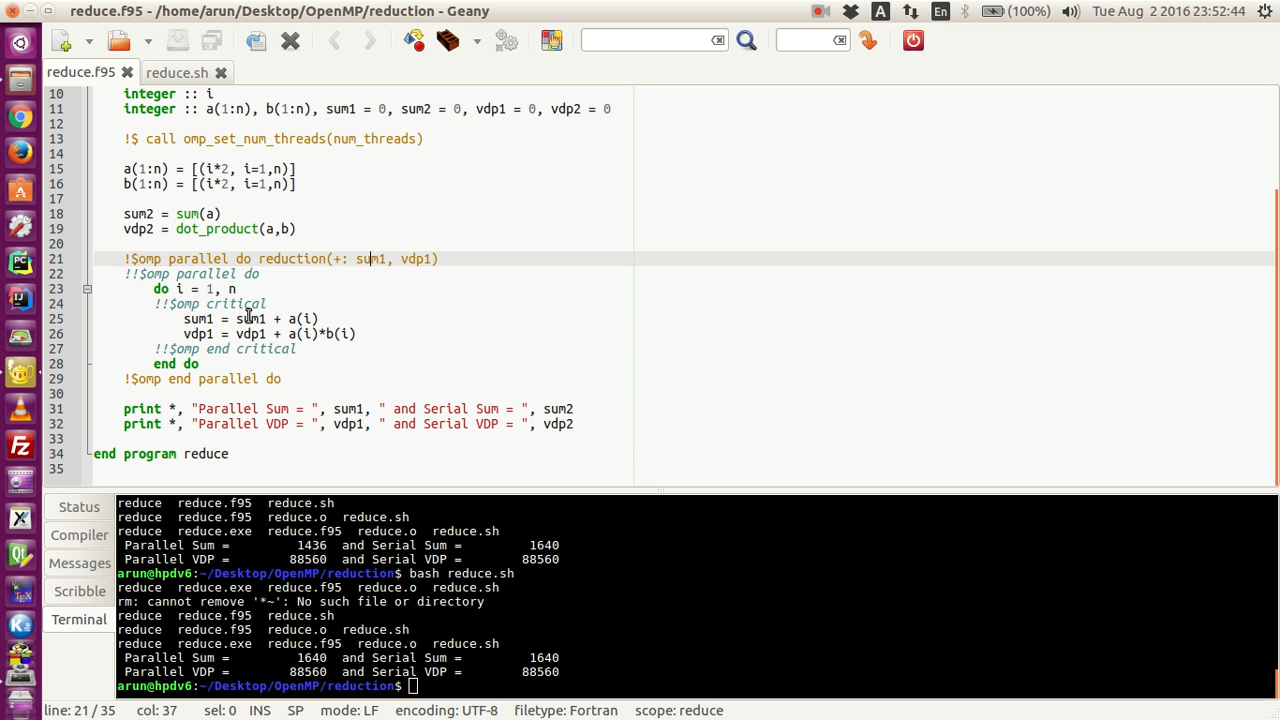 reduce.f95 - /home/arun/Desktop/OpenMP/reduction - Geany
A
En
(100%)
Tue Aug 2 2016 23:52:44
reduce.f95
reduce.sh
10 integer :: i
11 integer :: a(1:n), b(1:n), sum1 = 0, sum2 = 0, vdp1 = 0, vdp2 = 0
12
13 !$ call omp_set_num_threads(num_threads)
14
15 a(1:n) = [(i*2, i=1,n)]
16 b(1:n) = [(i*2, i=1,n)]
17
18 sum2 = sum(a)
19 vdp2 = dot_product(a,b)
20
21 !$omp parallel do reduction(+: sum1, vdp1)
22 !!$omp parallel do
23 do i = 1, n
24 !!$omp critical
25 sum1 = sum1 + a(i)
26 vdp1 = vdp1 + a(i)*b(i)
27 !!$omp end critical
28 end do
29 !$omp end parallel do
30
31 print *, "Parallel Sum = ", sum1, " and Serial Sum = ", sum2
32 print *, "Parallel VDP = ", vdp1, " and Serial VDP = ", vdp2
33
34 end program reduce
35
Status
Compiler
Messages
Scribble
Terminal
reduce reduce.f95 reduce.sh
reduce reduce.f95 reduce.o reduce.sh
reduce reduce.exe reduce.f95 reduce.o reduce.sh
Parallel Sum = 1436 and Serial Sum = 1640
Parallel VDP = 88560 and Serial VDP = 88560
arun@hpdv6:~/Desktop/OpenMP/reduction$ bash reduce.sh
reduce reduce.exe reduce.f95 reduce.o reduce.sh
rm: cannot remove '*~': No such file or directory
reduce reduce.f95 reduce.sh
reduce reduce.f95 reduce.o reduce.sh
reduce reduce.exe reduce.f95 reduce.o reduce.sh
Parallel Sum = 1640 and Serial Sum = 1640
Parallel VDP = 88560 and Serial VDP = 88560
arun@hpdv6:~/Desktop/OpenMP/reduction$
line: 21 / 35 col: 37 sel: 0 INS SP mode: LF encoding: UTF-8 filetype: Fortran scope: reduce